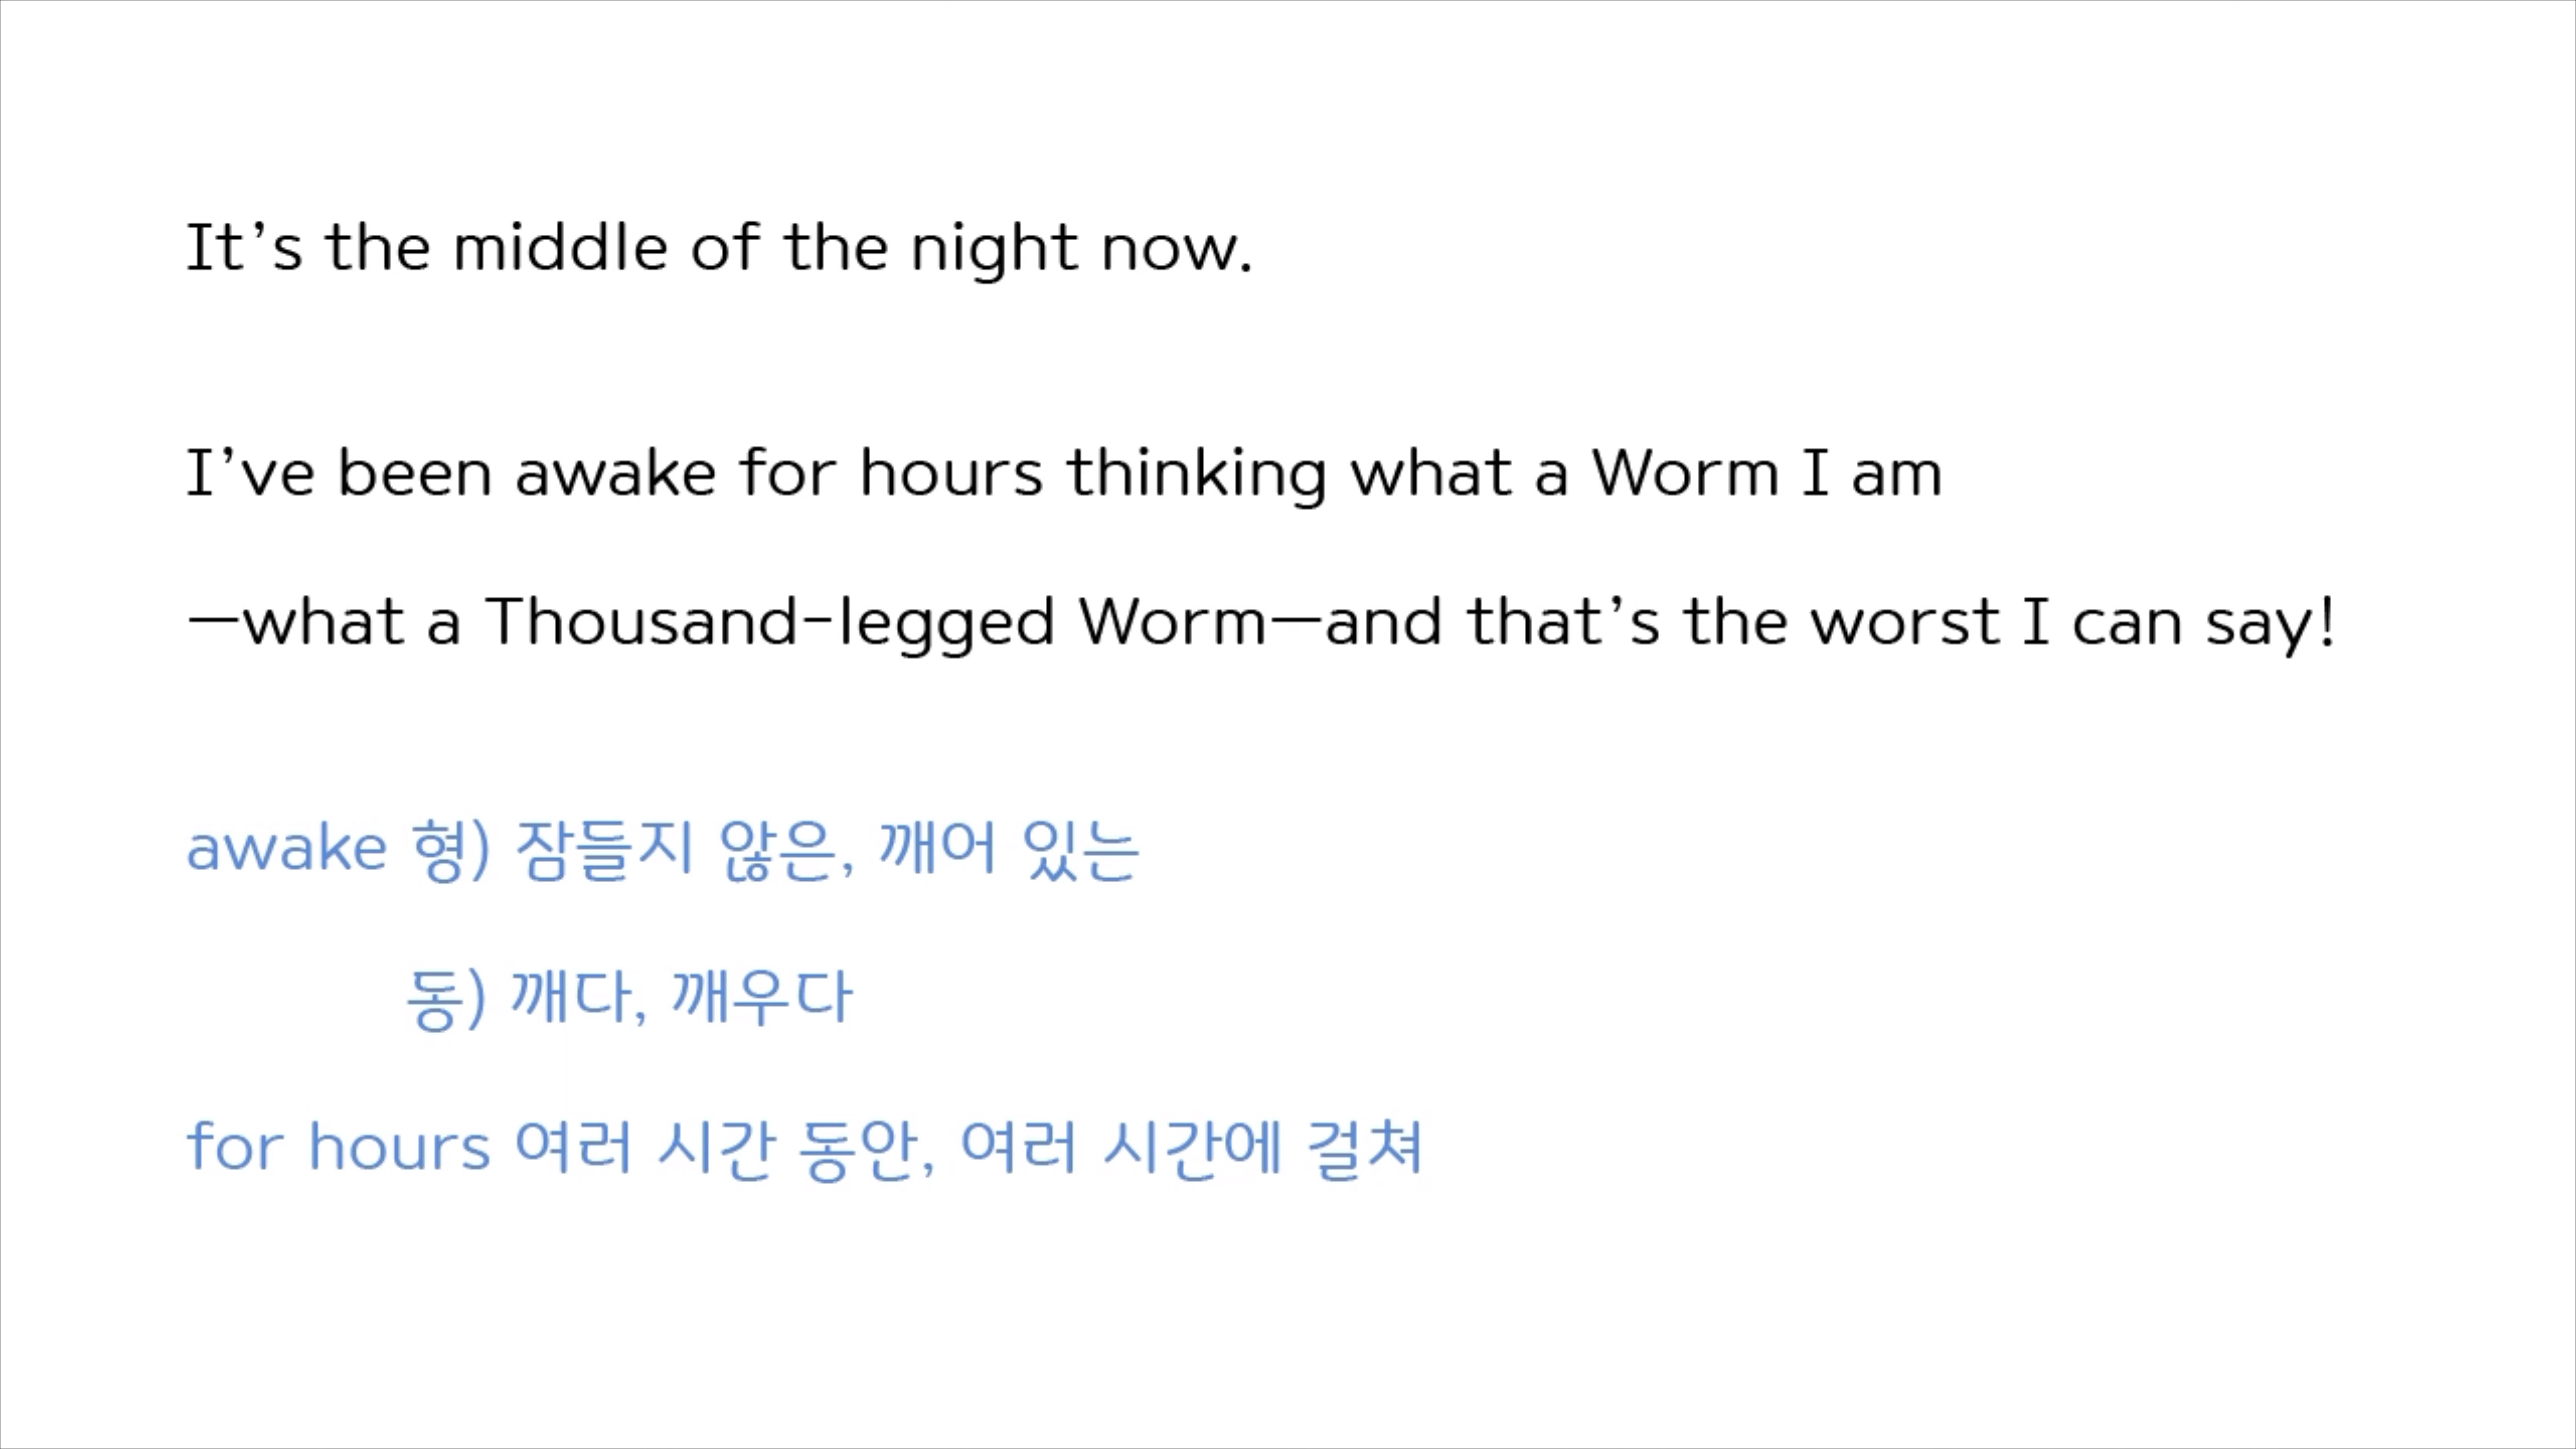 It’s the middle of the night now.
I’ve been awake for hours thinking what a Worm I am
—what a Thousand-legged Worm—and that’s the worst I can say!
awake 형) 잠들지 않은, 깨어 있는
동) 깨다, 깨우다
for hours 여러 시간 동안, 여러 시간에 걸쳐